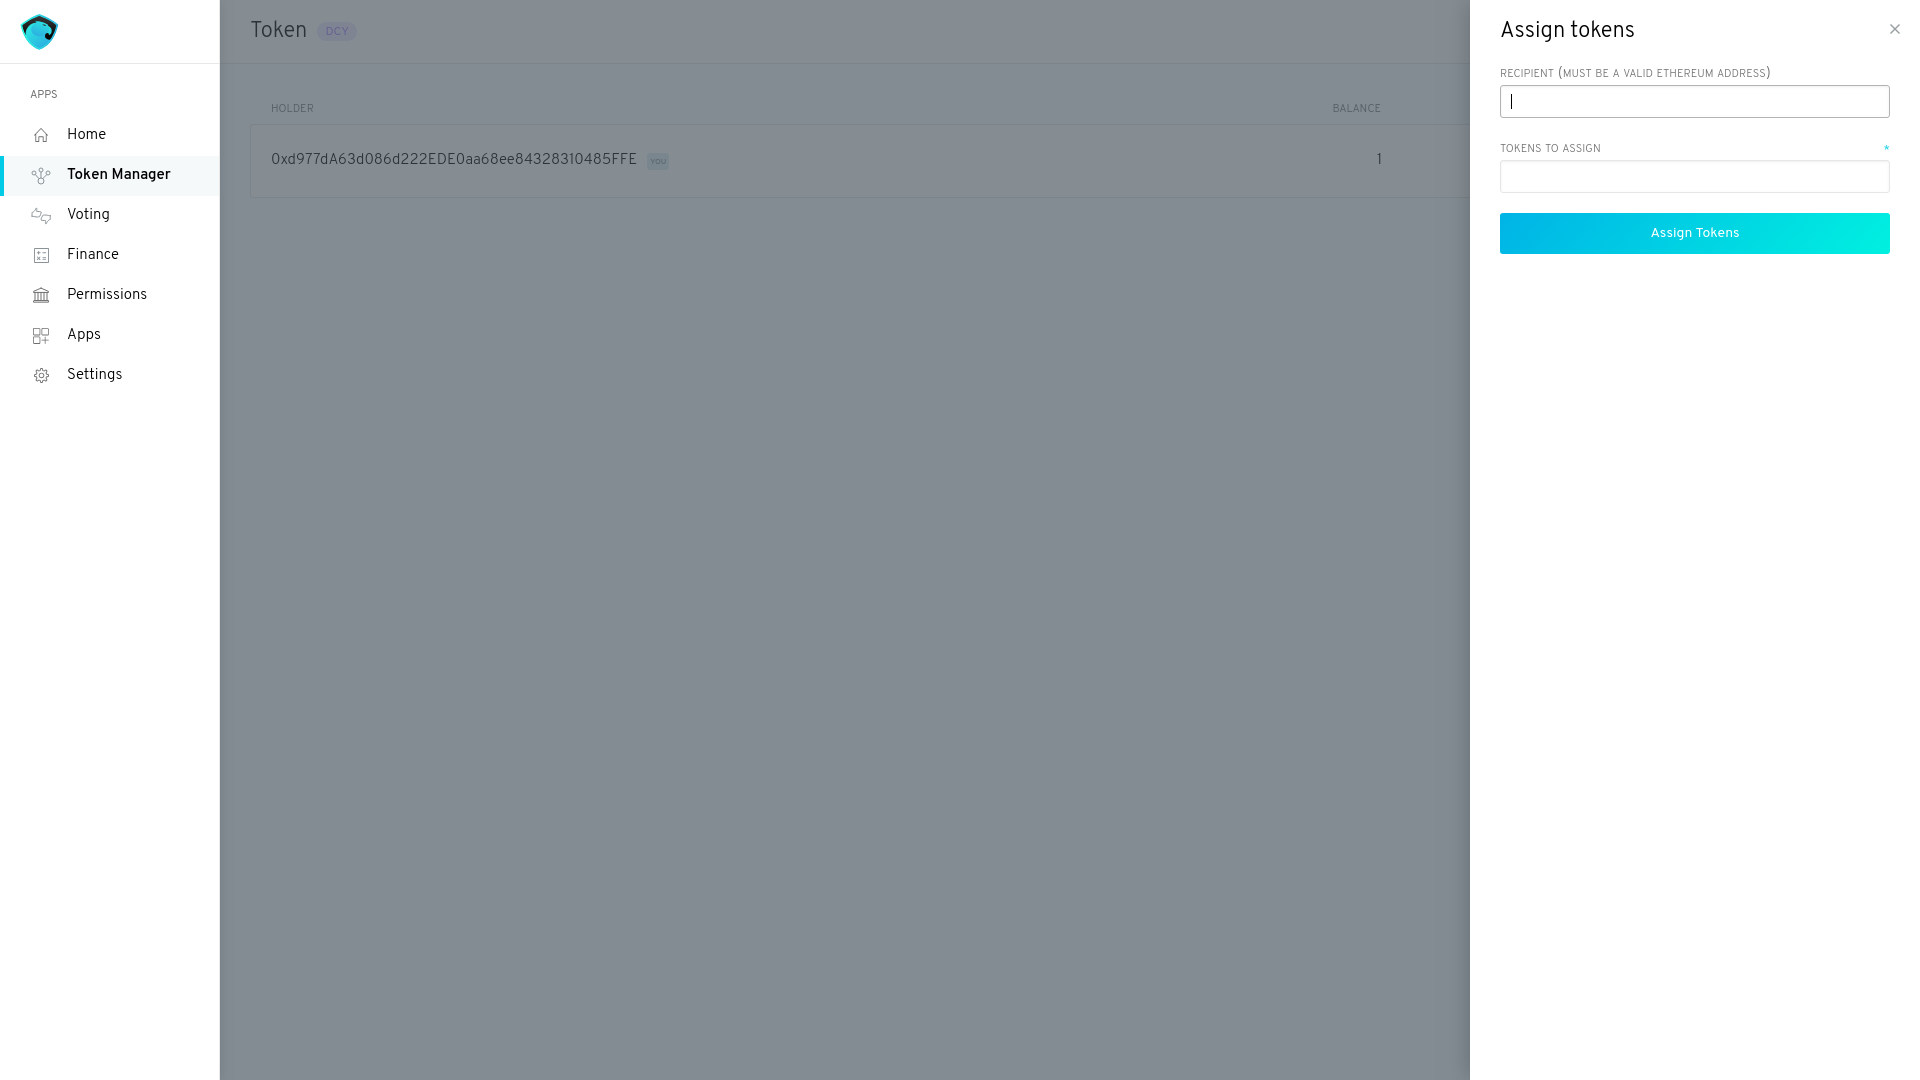 APPS
Home
Token Manager
Voting
Finance
Permissions
Apps
Settings
Token DCY
HOLDER BALANCE
0xd977dA63d086d222EDE0aa68ee84328310485FFE YOU 1
Assign tokens
RECIPIENT (MUST BE A VALID ETHEREUM ADDRESS)
TOKENS TO ASSIGN *
Assign Tokens